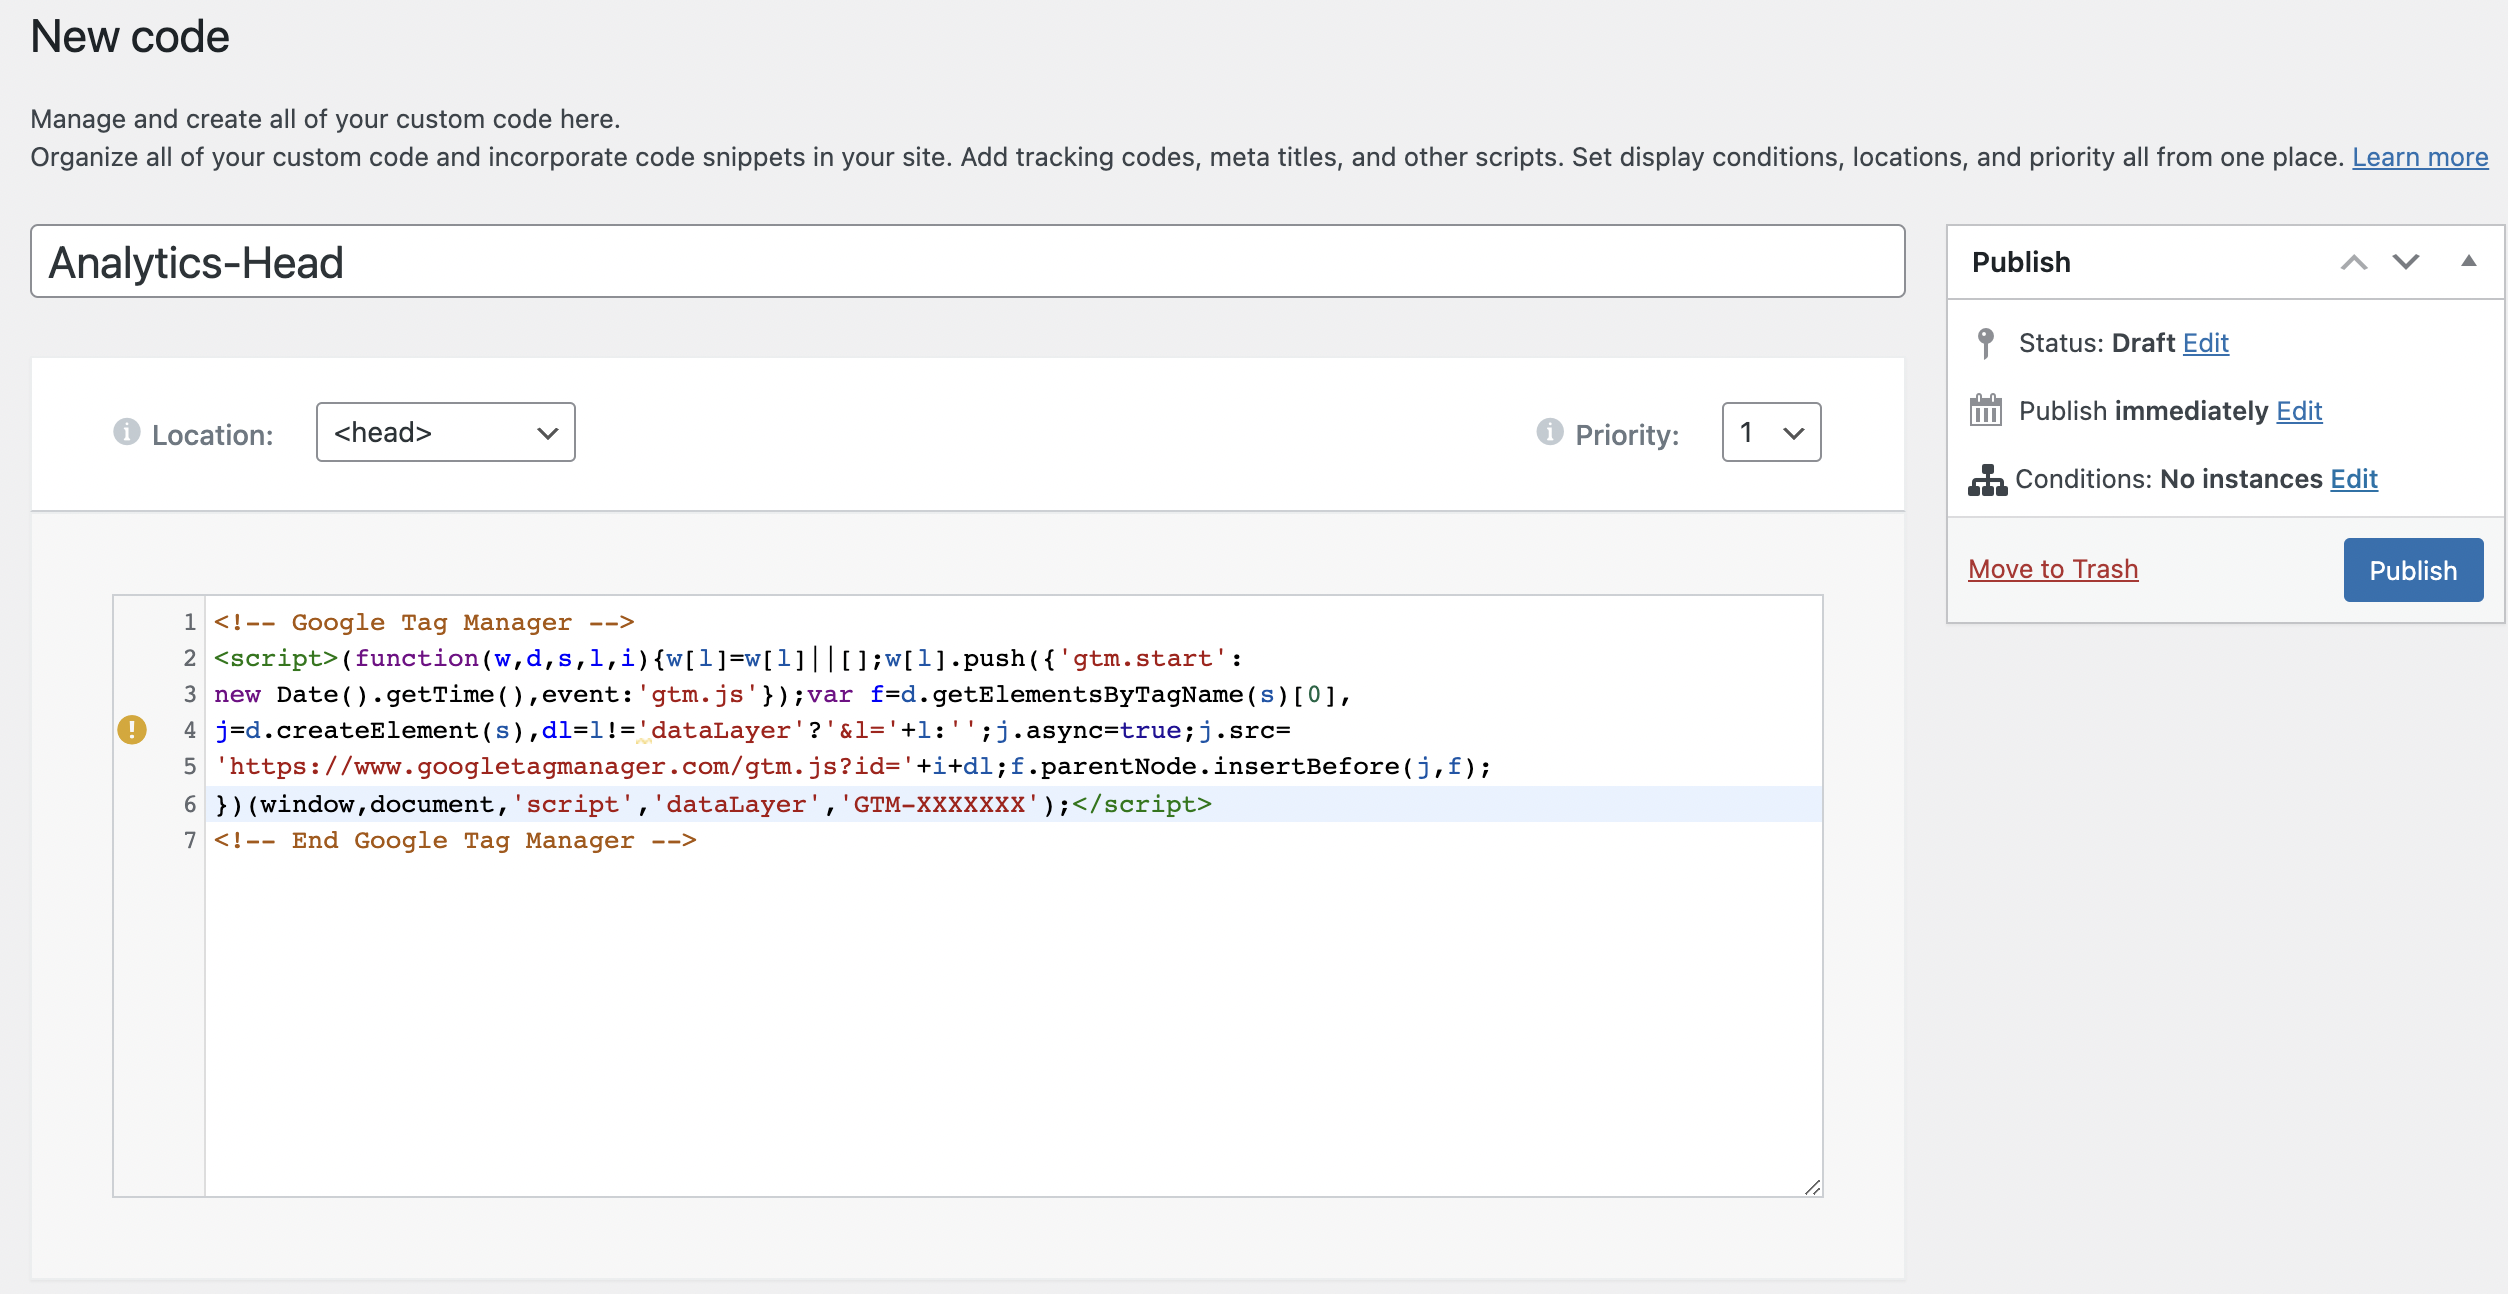 New code
Manage and create all of your custom code here.
Organize all of your custom code and incorporate code snippets in your site. Add tracking codes, meta titles, and other scripts. Set display conditions, locations, and priority all from one place. Learn more
Analytics-Head
Location: <head>
Priority: 1
1 <!-- Google Tag Manager -->
2 <script>(function(w,d,s,l,i){w[l]=w[l]||[];w[l].push({'gtm.start':
3 new Date().getTime(),event:'gtm.js'});var f=d.getElementsByTagName(s)[0],
4 j=d.createElement(s),dl=l!='dataLayer'?'&l='+l:'';j.async=true;j.src=
5 'https://www.googletagmanager.com/gtm.js?id='+i+dl;f.parentNode.insertBefore(j,f);
6 })(window,document,'script','dataLayer','GTM-XXXXXXX');</script>
7 <!-- End Google Tag Manager -->
Publish
Status: Draft Edit
Publish immediately Edit
Conditions: No instances Edit
Move to Trash
Publish